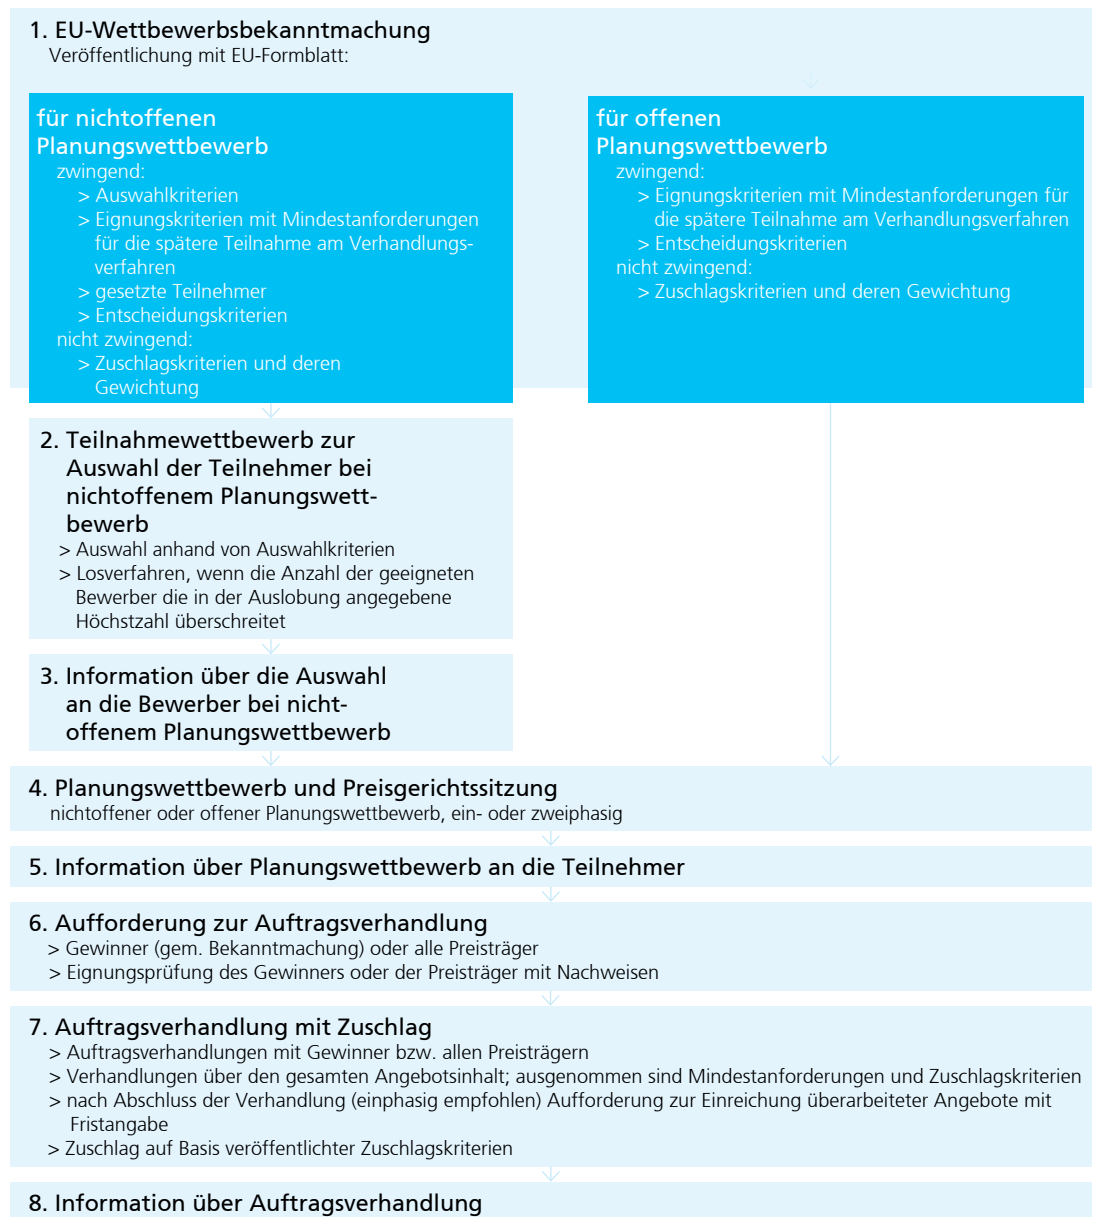 1. EU-Wettbewerbsbekanntmachung
Veröffentlichung mit EU-Formblatt:
für nichtoffenen
Planungswettbewerb
zwingend:
> Auswahlkriterien
> Eignungskriterien mit Mindestanforderungen
für die spätere Teilnahme am Verhandlungs-
verfahren
> gesetzte Teilnehmer
> Entscheidungskriterien
nicht zwingend:
> Zuschlagskriterien und deren
Gewichtung
für offenen
Planungswettbewerb
zwingend:
> Eignungskriterien mit Mindestanforderungen für
die spätere Teilnahme am Verhandlungsverfahren
> Entscheidungskriterien
nicht zwingend:
> Zuschlagskriterien und deren Gewichtung
2. Teilnahmewettbewerb zur
Auswahl der Teilnehmer bei
nichtoffenem Planungswett-
bewerb
> Auswahl anhand von Auswahlkriterien
> Losverfahren, wenn die Anzahl der geeigneten
Bewerber die in der Auslobung angegebene
Höchstzahl überschreitet
3. Information über die Auswahl
an die Bewerber bei nicht-
offenem Planungswettbewerb
4. Planungswettbewerb und Preisgerichtssitzung
nichtoffener oder offener Planungswettbewerb, ein- oder zweiphasig
5. Information über Planungswettbewerb an die Teilnehmer
6. Aufforderung zur Auftragsverhandlung
> Gewinner (gem. Bekanntmachung) oder alle Preisträger
> Eignungsprüfung des Gewinners oder der Preisträger mit Nachweisen
7. Auftragsverhandlung mit Zuschlag
> Auftragsverhandlungen mit Gewinner bzw. allen Preisträgern
> Verhandlungen über den gesamten Angebotsinhalt; ausgenommen sind Mindestanforderungen und Zuschlagskriterien
> nach Abschluss der Verhandlung (einphasig empfohlen) Aufforderung zur Einreichung überarbeiteter Angebote mit
Fristangabe
> Zuschlag auf Basis veröffentlichter Zuschlagskriterien
8. Information über Auftragsverhandlung